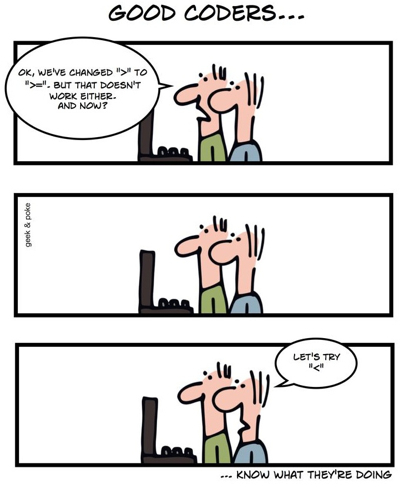 GOOD CODERS...
OK, WE'VE CHANGED ">" TO
">=". BUT THAT DOESN'T
WORK EITHER.
AND NOW?
geek & poke
LET'S TRY
"<"
... KNOW WHAT THEY'RE DOING